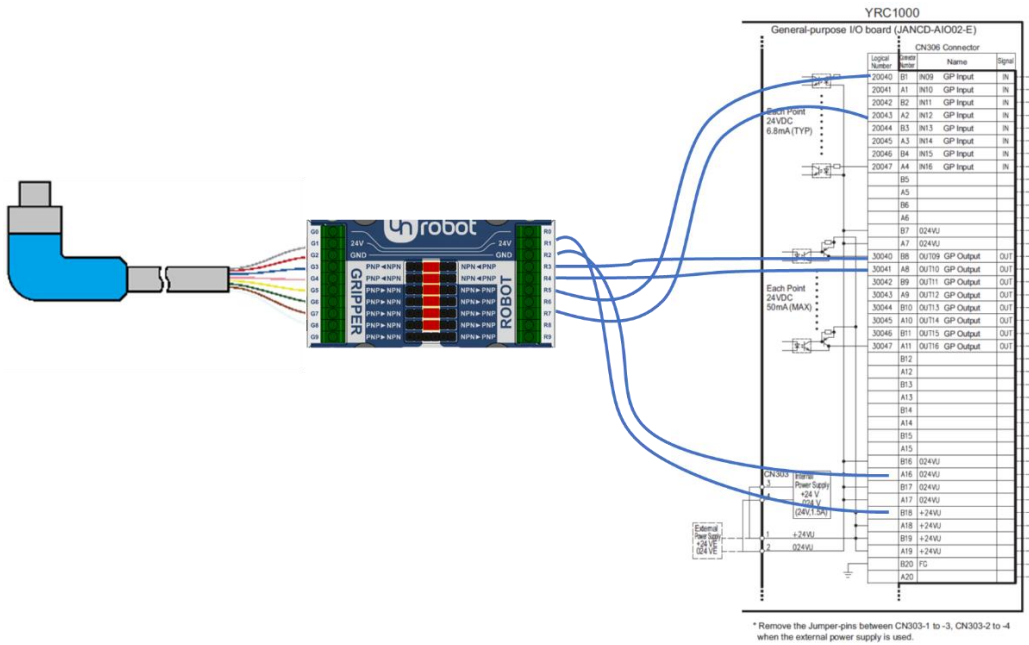 YRC1000
General-purpose I/O board (JANCD-AIO02-E)
CN306 Connector
Logical Number Connector Number Name Signal
20040 B1 IN09 GP Input IN
20041 A1 IN10 GP Input IN
20042 B2 IN11 GP Input IN
20043 A2 IN12 GP Input IN
20044 B3 IN13 GP Input IN
20045 A3 IN14 GP Input IN
20046 B4 IN15 GP Input IN
20047 A4 IN16 GP Input IN
B5
A5
B6
A6
B7 024VU
A7 024VU
30040 B8 OUT09 GP Output OUT
30041 A8 OUT10 GP Output OUT
30042 B9 OUT11 GP Output OUT
30043 A9 OUT12 GP Output OUT
30044 B10 OUT13 GP Output OUT
30045 A10 OUT14 GP Output OUT
30046 B11 OUT15 GP Output OUT
30047 A11 OUT16 GP Output OUT
B12
A12
B13
A13
B14
A14
B15
A15
B16 024VU
A16 024VU
B17 024VU
A17 024VU
B18 +24VU
A18 +24VU
B19 +24VU
A19 +24VU
B20 FG
A20
Each Point
24VDC
6.8mA (TYP)
Each Point
24VDC
50mA (MAX)
CN303
3
Internal
Power Supply
+24 V
024 V
(24V,1.5A)
External
Power Supply
+24 VE
024 VE
1 +24VU
2 024VU
onrobot
G0 R0
G1 24V 24V R1
G2 GND GND R2
G3 PNP◄NPN NPN◄PNP R3
G4 PNP◄NPN NPN◄PNP R4
G5 PNP►NPN NPN►PNP R5
G6 PNP►NPN NPN►PNP R6
G7 PNP►NPN NPN►PNP R7
G8 PNP►NPN NPN►PNP R8
G9 PNP►NPN NPN►PNP R9
GRIPPER
ROBOT
* Remove the Jumper-pins between CN303-1 to -3, CN303-2 to -4
when the external power supply is used.